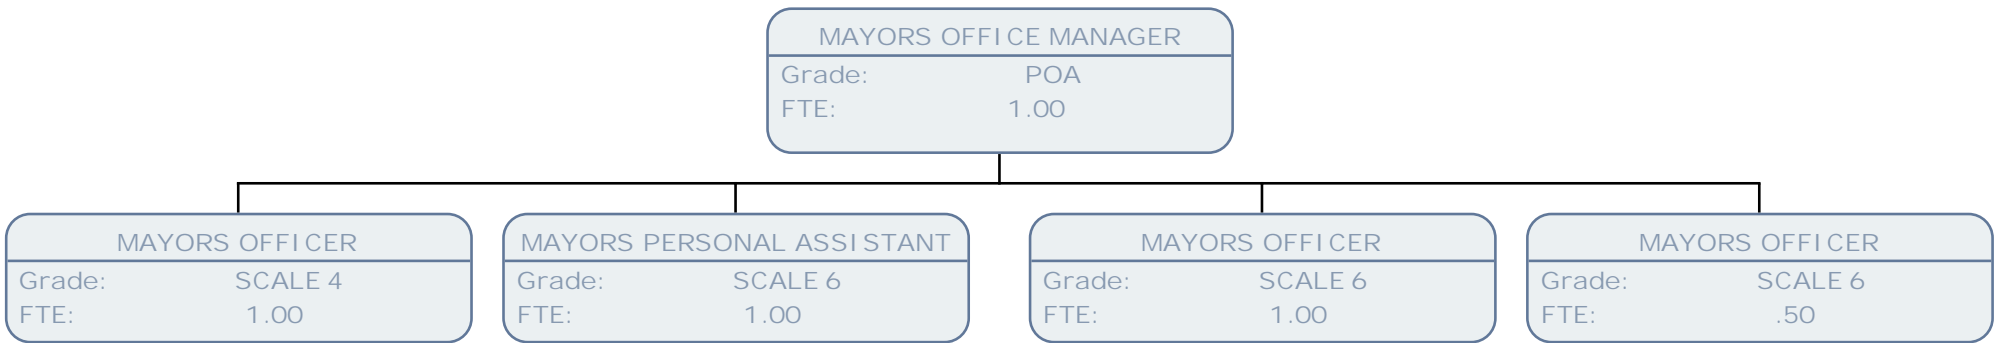 MAYORS OFFICE MANAGER
Grade: POA
FTE: 1.00
MAYORS OFFICER
Grade: SCALE 4
FTE: 1.00
MAYORS PERSONAL ASSISTANT
Grade: SCALE 6
FTE: 1.00
MAYORS OFFICER
Grade: SCALE 6
FTE: 1.00
MAYORS OFFICER
Grade: SCALE 6
FTE: .50